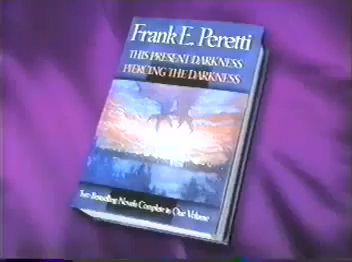 Frank E. Peretti
THIS PRESENT DARKNESS
PIERCING THE DARKNESS
Two Bestselling Novels Complete in One Volume